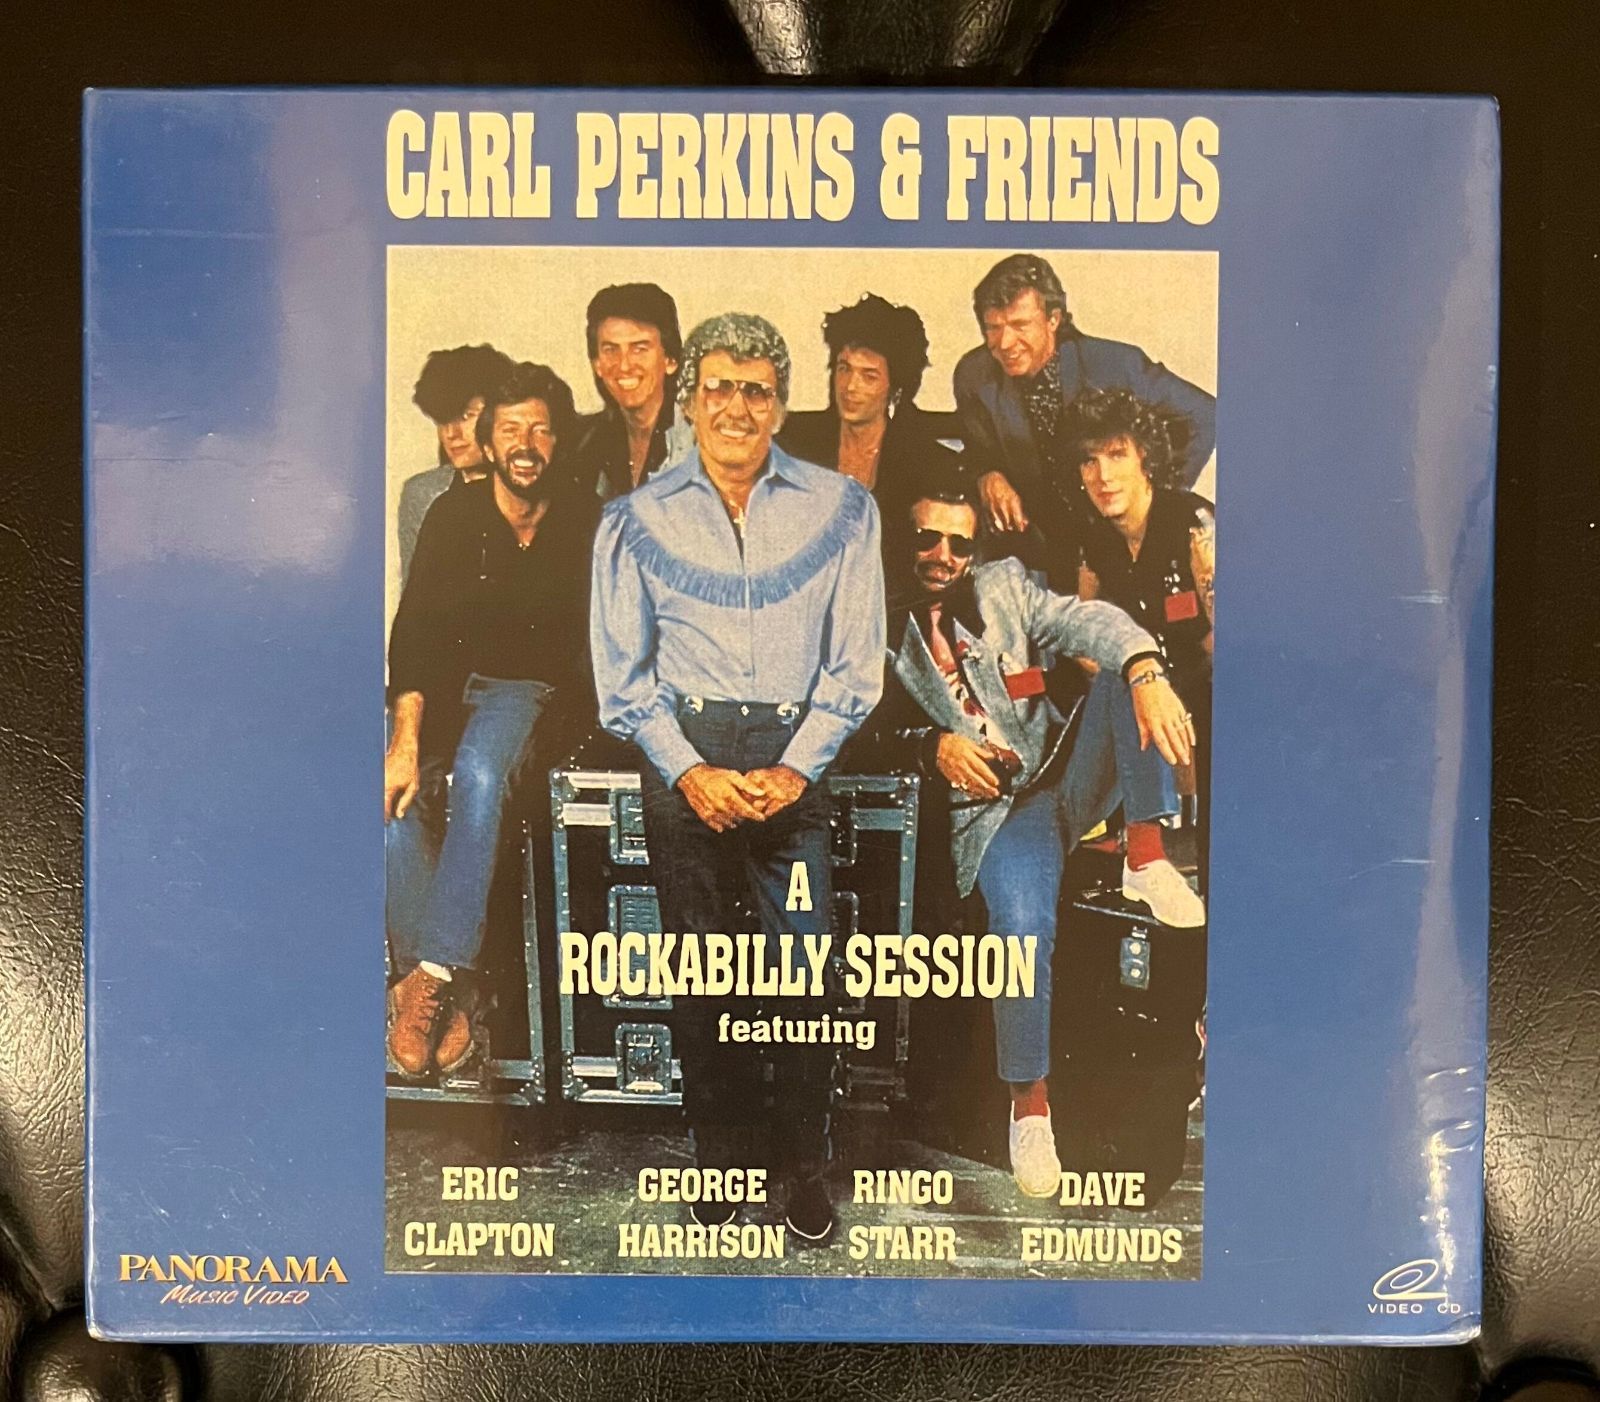 CARL PERKINS & FRIENDS
A
ROCKABILLY SESSION
featuring
ERIC CLAPTON
GEORGE HARRISON
RINGO STARR
DAVE EDMUNDS
PANORAMA
MUSIC VIDEO
VIDEO CD